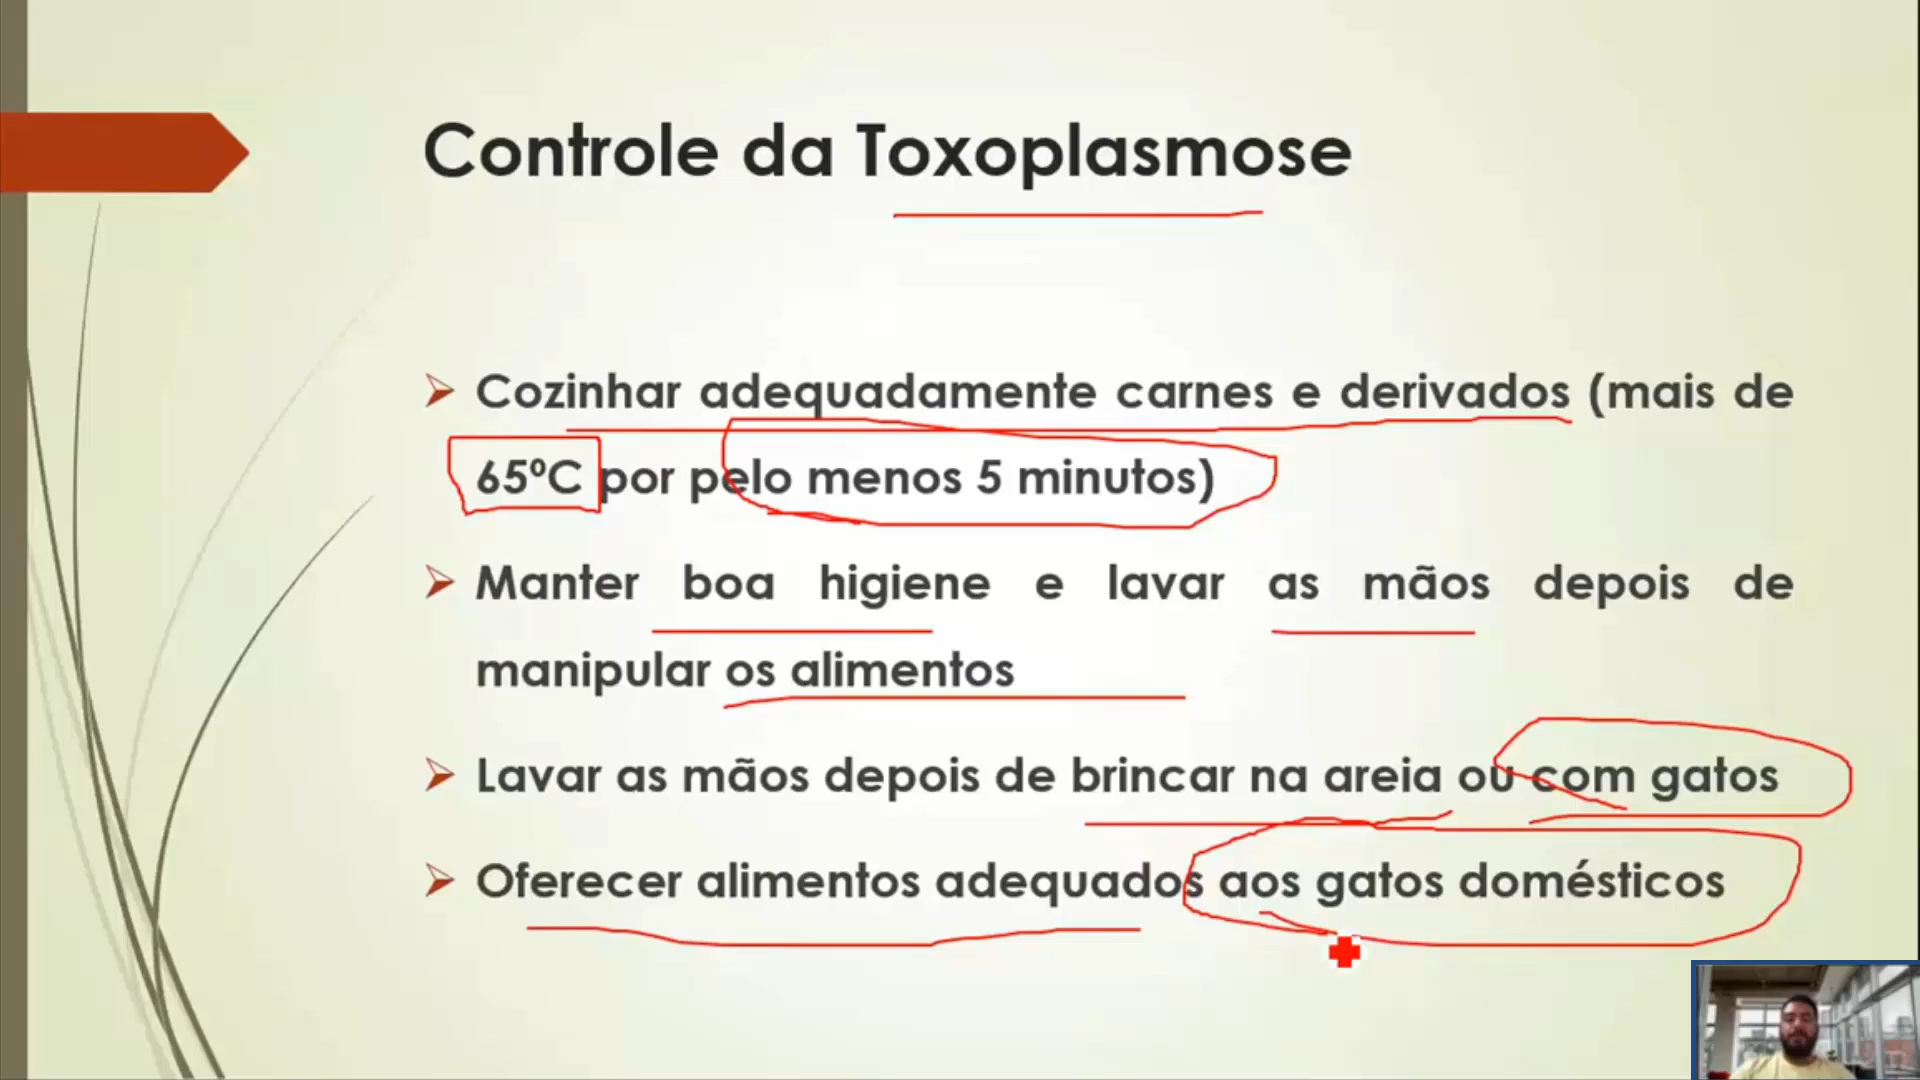 Controle da Toxoplasmose
Cozinhar adequadamente carnes e derivados (mais de
65ºC por pelo menos 5 minutos)
Manter boa higiene e lavar as mãos depois de
manipular os alimentos
Lavar as mãos depois de brincar na areia ou com gatos
Oferecer alimentos adequados aos gatos domésticos